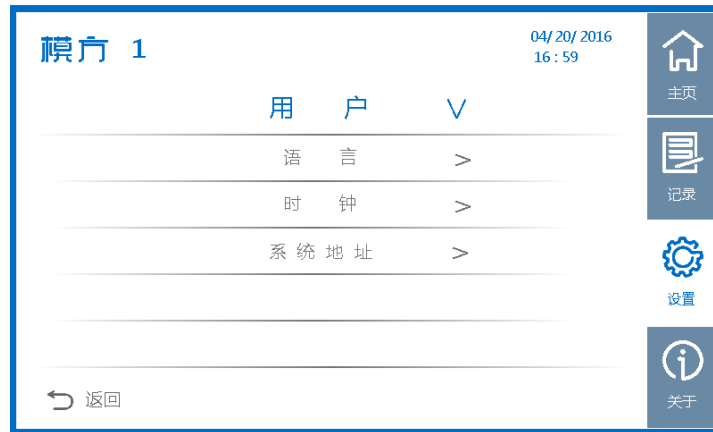 模方 1
04/20/2016
16:59
主页
用 户 ∨
语 言 >
时 钟 >
系统地址 >
记录
设置
返回
关于